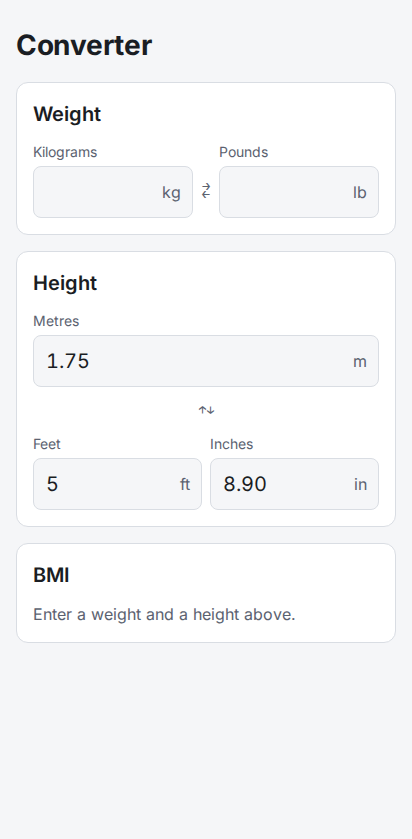 Converter
Weight
Kilograms Pounds
kg ⇄ lb
Height
Metres
1.75 m
↑↓
Feet Inches
5 ft 8.90 in
BMI
Enter a weight and a height above.